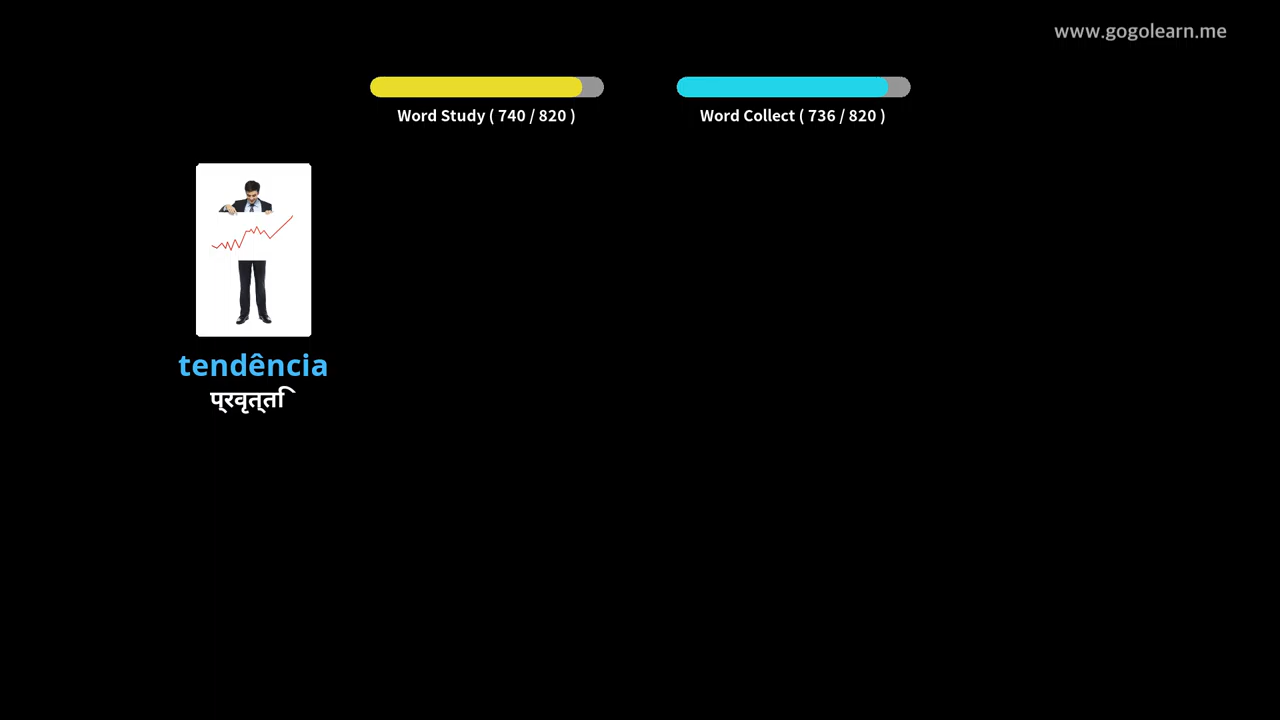 www.gogolearn.me
Word Study ( 740 / 820 )
Word Collect ( 736 / 820 )
tendência
प्रवृत्ति